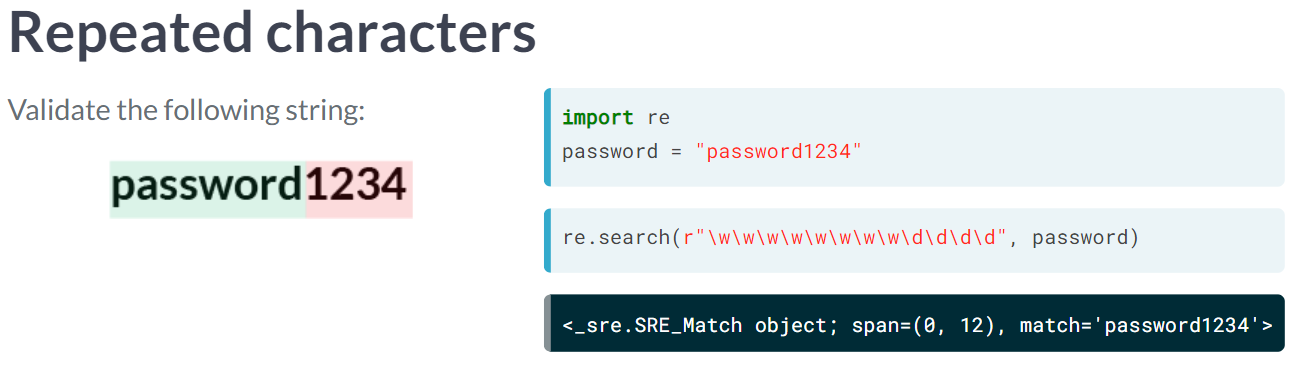 Repeated characters
Validate the following string:
password1234
import re
password = "password1234"
re.search(r"\w\w\w\w\w\w\w\w\d\d\d\d", password)
<_sre.SRE_Match object; span=(0, 12), match='password1234'>